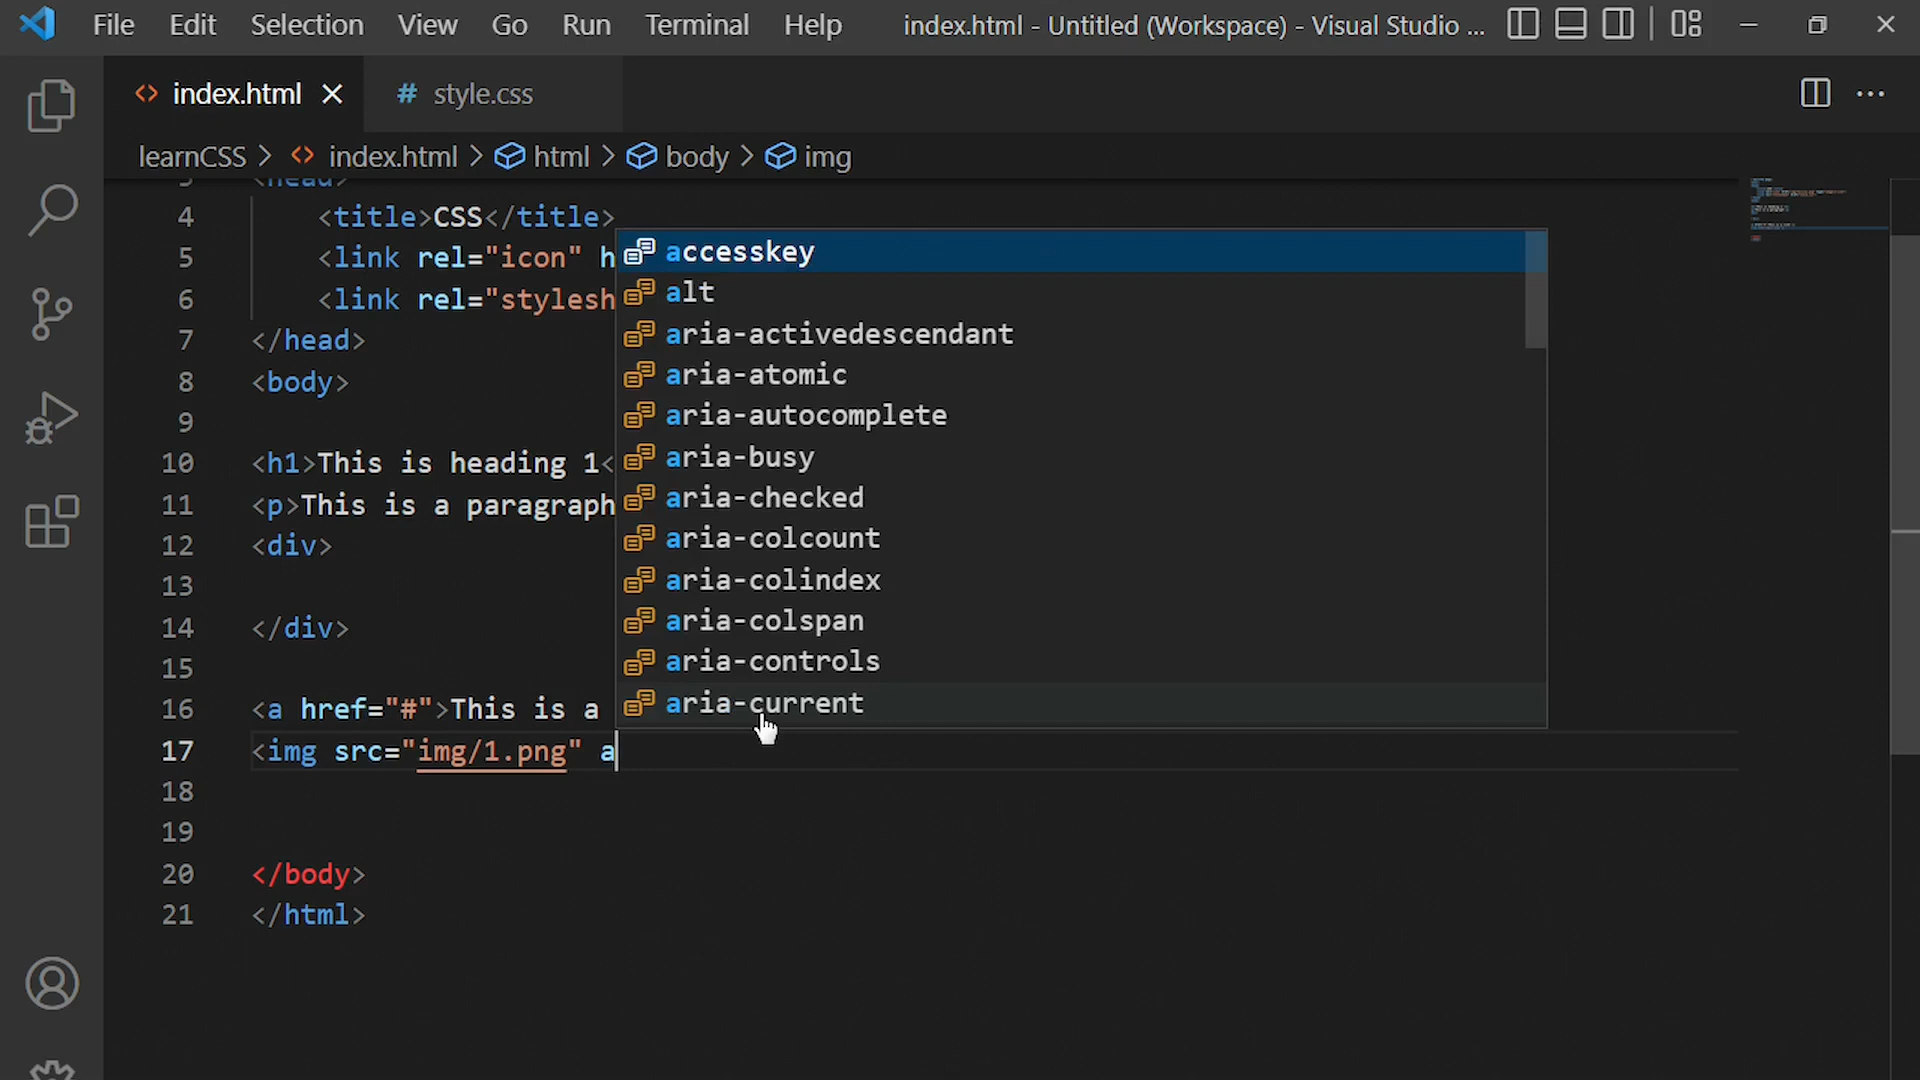 File Edit Selection View Go Run Terminal Help index.html - Untitled (Workspace) - Visual Studio ...
<> index.html × # style.css
learnCSS > <> index.html > html > body > img
3 <head>
4 <title>CSS</title>
5 <link rel="icon" h
6 <link rel="stylesh
7 </head>
8 <body>
9
10 <h1>This is heading 1<
11 <p>This is a paragraph
12 <div>
13
14 </div>
15
16 <a href="#">This is a
17 <img src="img/1.png" a
18
19
20 </body>
21 </html>
accesskey
alt
aria-activedescendant
aria-atomic
aria-autocomplete
aria-busy
aria-checked
aria-colcount
aria-colindex
aria-colspan
aria-controls
aria-current